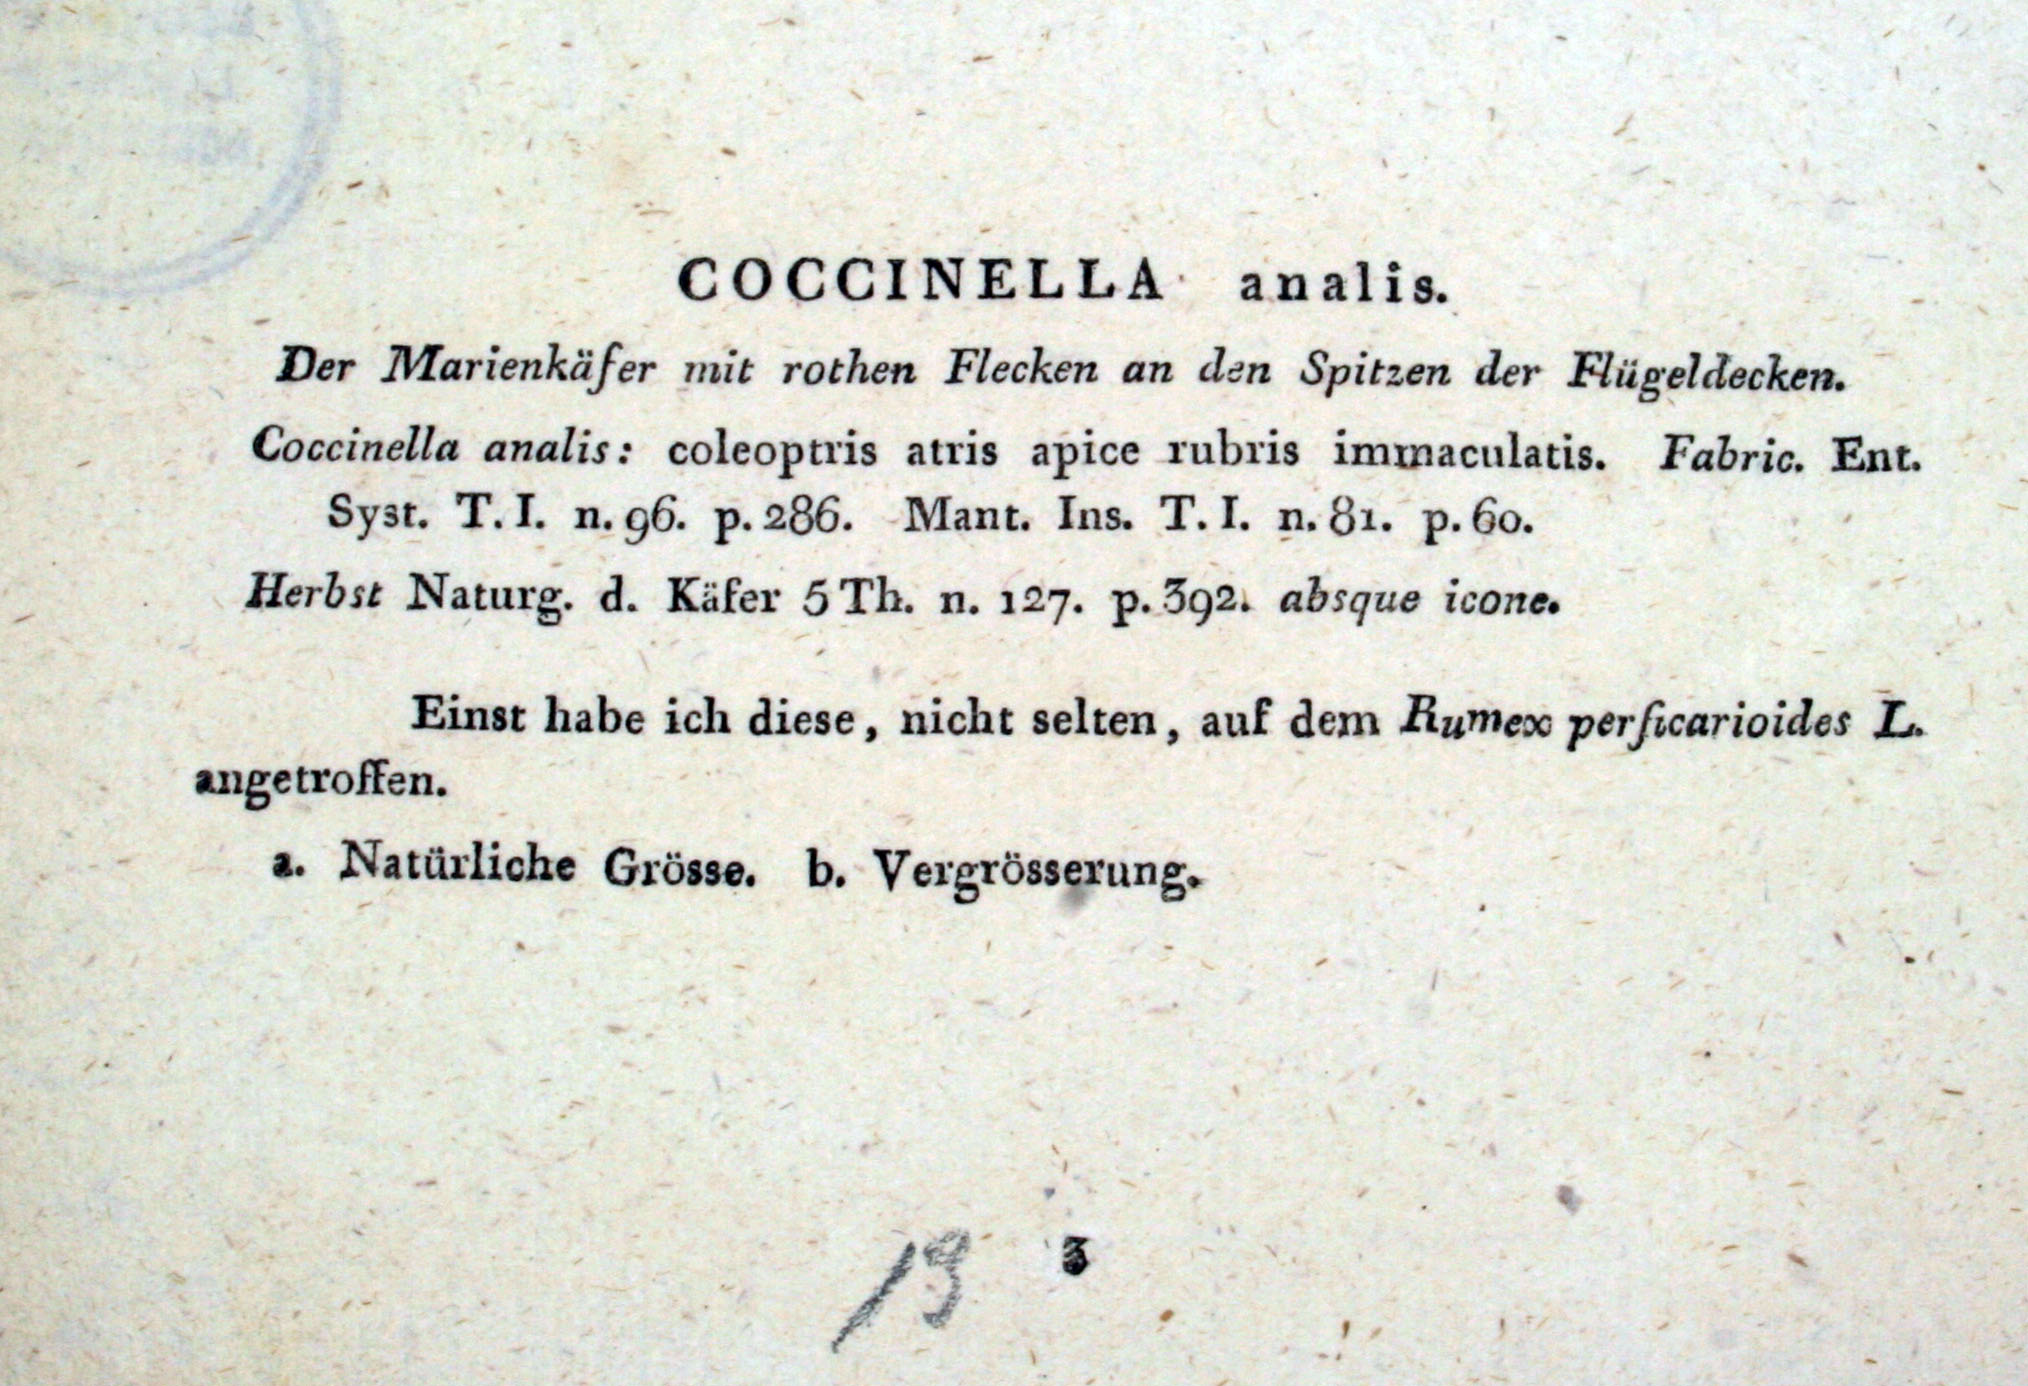 COCCINELLA analis.
Der Marienkäfer mit rothen Flecken an den Spitzen der Flügeldecken.
Coccinella analis: coleoptris atris apice rubris immaculatis. Fabric. Ent.
Syst. T. I. n. 96. p. 286. Mant. Ins. T. I. n. 81. p. 60.
Herbst Naturg. d. Käfer 5 Th. n. 127. p. 392. absque icone.
Einst habe ich diese, nicht selten, auf dem Rumex perſicarioides L.
angetroffen.
a. Natürliche Grösse. b. Vergrösserung.
13 3